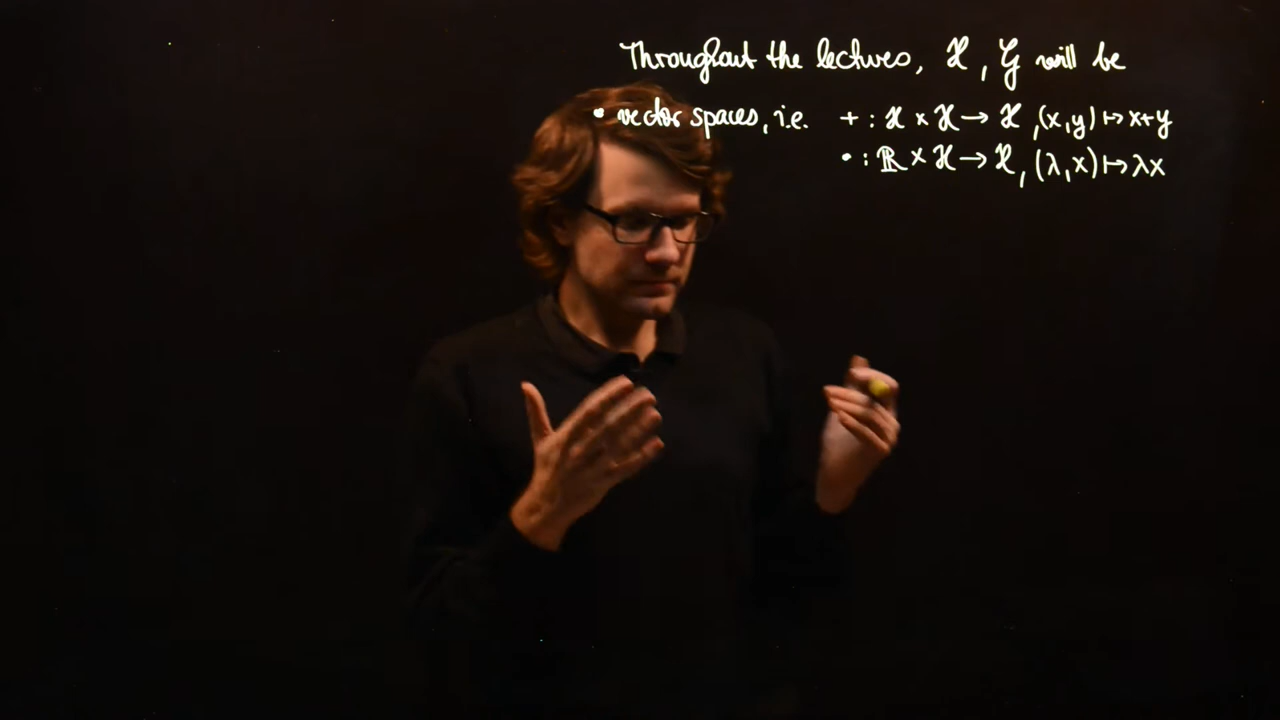 Throughout the lectures, ℋ, 𝒢 will be
• vector spaces, i.e. + : ℋ × ℋ → ℋ, (x,y) ↦ x+y
• : ℝ × ℋ → ℋ, (λ,x) ↦ λx